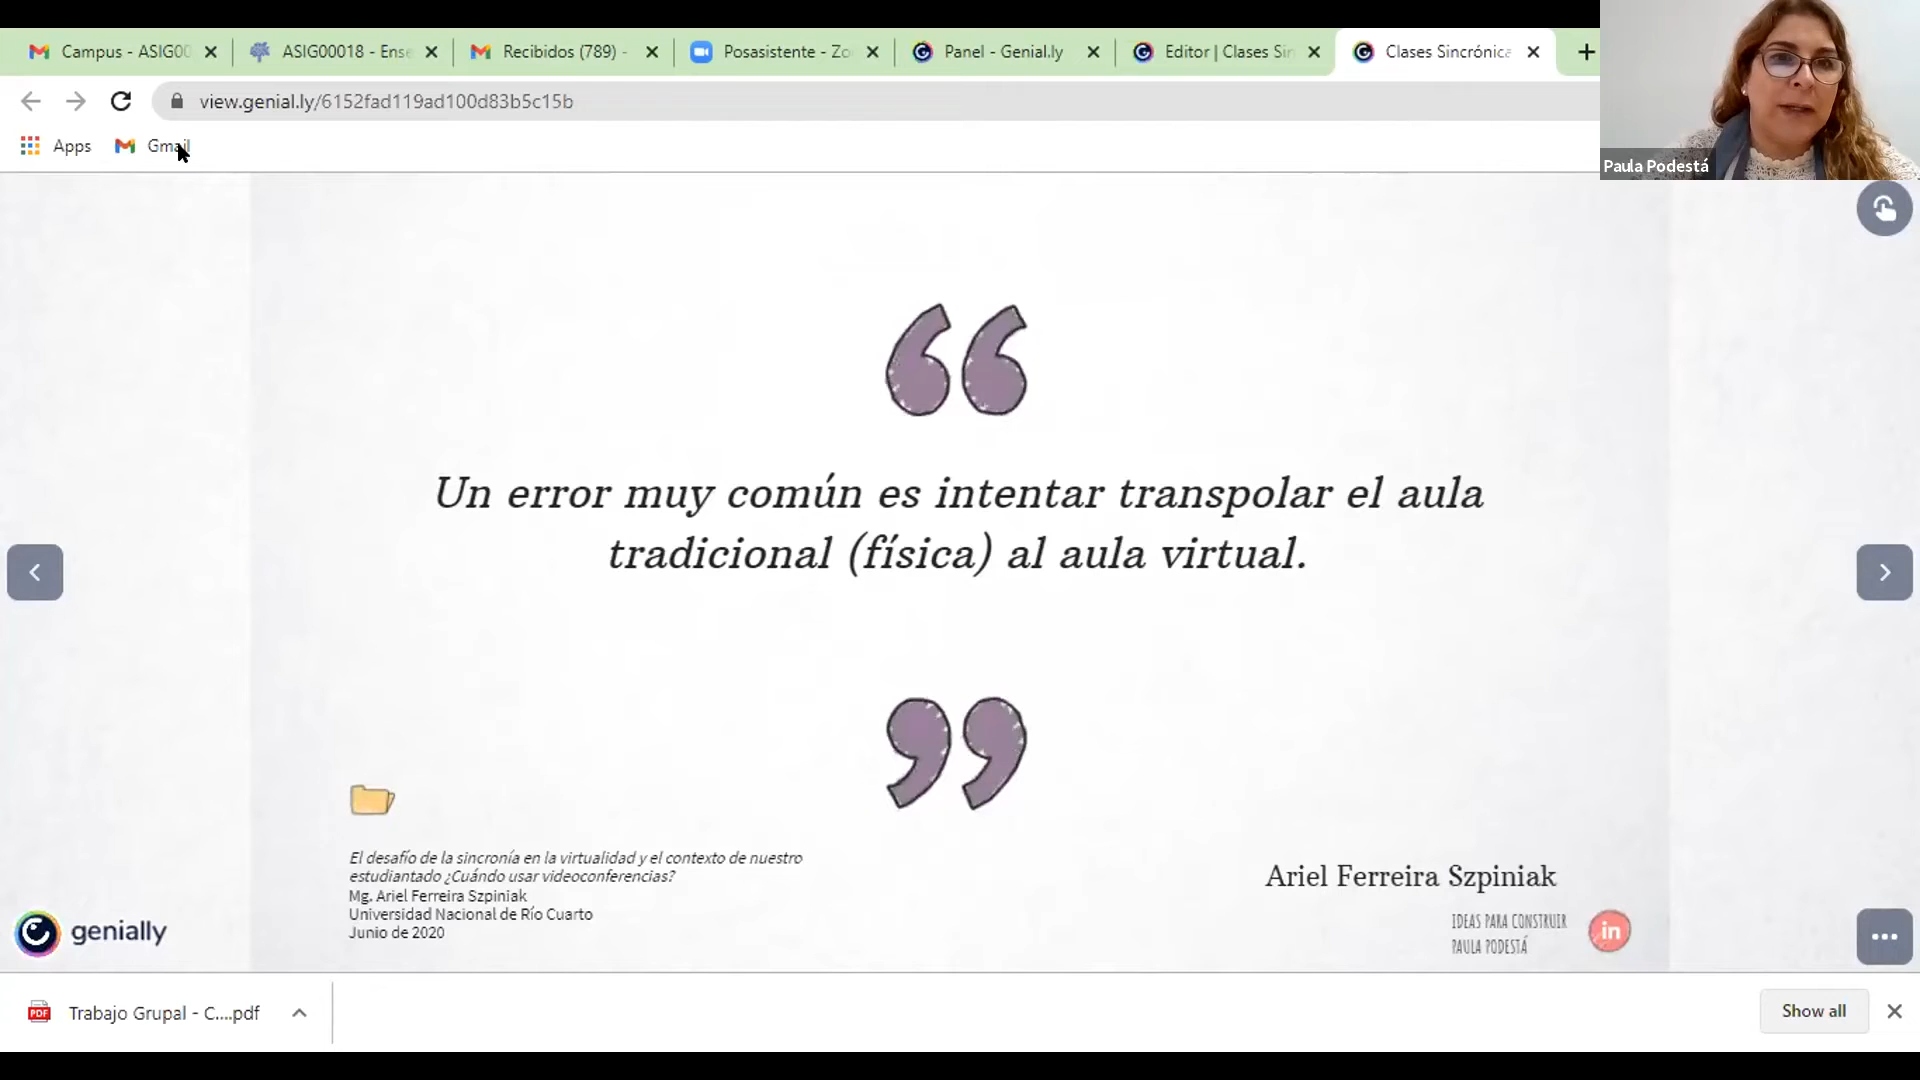 Campus - ASIG00
ASIG00018 - Ense
Recibidos (789) -
Posasistente - Zo
Panel - Genial.ly
Editor | Clases Sin
Clases Sincrónica
view.genial.ly/6152fad119ad100d83b5c15b
Apps
Gmail
Paula Podestá
Un error muy común es intentar transpolar el aula
tradicional (física) al aula virtual.
El desafío de la sincronía en la virtualidad y el contexto de nuestro
estudiantado ¿Cuándo usar videoconferencias?
Mg. Ariel Ferreira Szpiniak
Universidad Nacional de Río Cuarto
Junio de 2020
Ariel Ferreira Szpiniak
IDEAS PARA CONSTRUIR
PAULA PODESTÁ
in
genially
PDF
Trabajo Grupal - C....pdf
Show all